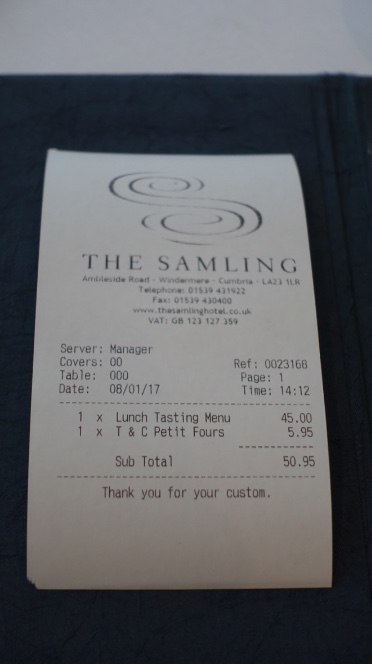 THE SAMLING
Ambleside Road - Windermere - Cumbria - LA23 1LR
Telephone: 01539 431922
Fax: 01539 430400
www.thesamlinghotel.co.uk
VAT: GB 123 127 359
Server: Manager
Covers: 00 Ref: 0023168
Table: 000 Page: 1
Date: 08/01/17 Time: 14:12
1 x Lunch Tasting Menu 45.00
1 x T & C Petit Fours 5.95
Sub Total 50.95
Thank you for your custom.